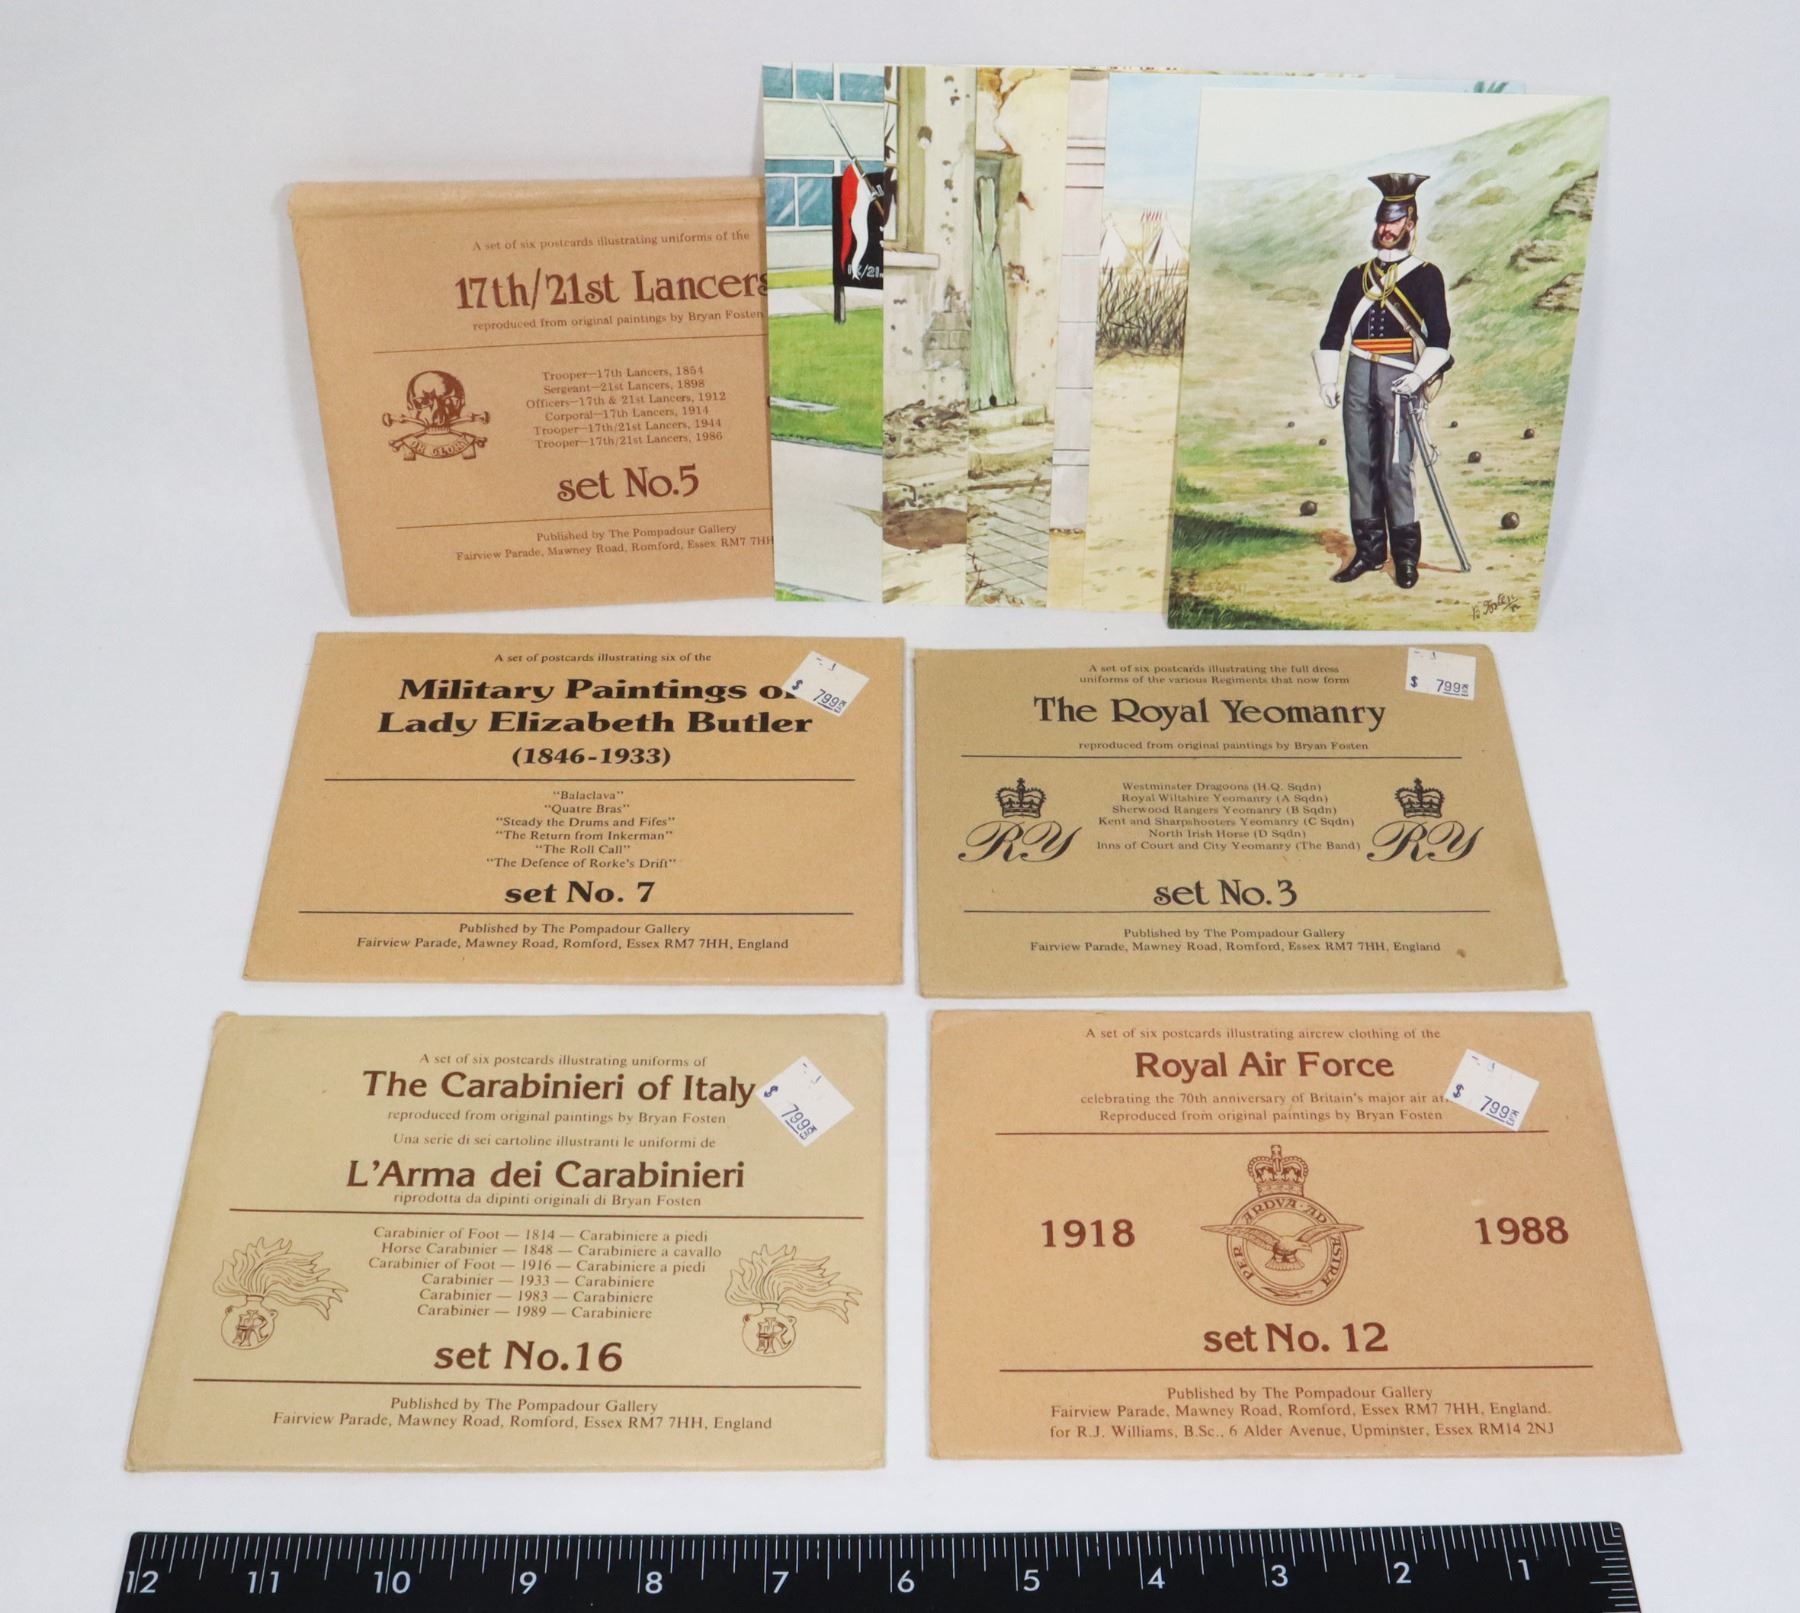 A set of six postcards illustrating uniforms of the
17th/21st Lancers
reproduced from original paintings by Bryan Fosten
Trooper—17th Lancers, 1854
Sergeant—21st Lancers, 1898
Officers—17th & 21st Lancers, 1912
Corporal—17th Lancers, 1914
Trooper—17th/21st Lancers, 1944
Trooper—17th/21st Lancers, 1986
OR GLORY
set No.5
Published by The Pompadour Gallery
Fairview Parade, Mawney Road, Romford, Essex RM7 7HH
17/21
A set of postcards illustrating six of the
Military Paintings of
Lady Elizabeth Butler
(1846-1933)
$ 799
"Balaclava"
"Quatre Bras"
"Steady the Drums and Fifes"
"The Return from Inkerman"
"The Roll Call"
"The Defence of Rorke's Drift"
set No. 7
Published by The Pompadour Gallery
Fairview Parade, Mawney Road, Romford, Essex RM7 7HH, England
A set of six postcards illustrating the full dress
uniforms of the various Regiments that now form
The Royal Yeomanry
reproduced from original paintings by Bryan Fosten
$ 799
Westminster Dragoons (H.Q. Sqdn)
Royal Wiltshire Yeomanry (A Sqdn)
Sherwood Rangers Yeomanry (B Sqdn)
Kent and Sharpshooters Yeomanry (C Sqdn)
North Irish Horse (D Sqdn)
Inns of Court and City Yeomanry (The Band)
RY
RY
set No.3
Published by The Pompadour Gallery
Fairview Parade, Mawney Road, Romford, Essex RM7 7HH, England
A set of six postcards illustrating uniforms of
The Carabinieri of Italy
reproduced from original paintings by Bryan Fosten
Una serie di sei cartoline illustranti le uniformi de
L'Arma dei Carabinieri
riprodotta da dipinti originali di Bryan Fosten
$ 799
Carabinier of Foot — 1814 — Carabiniere a piedi
Horse Carabinier — 1848 — Carabiniere a cavallo
Carabinier of Foot — 1916 — Carabiniere a piedi
Carabinier — 1933 — Carabiniere
Carabinier — 1983 — Carabiniere
Carabinier — 1989 — Carabiniere
set No.16
Published by The Pompadour Gallery
Fairview Parade, Mawney Road, Romford, Essex RM7 7HH, England
A set of six postcards illustrating aircrew clothing of the
Royal Air Force
celebrating the 70th anniversary of Britain's major air
Reproduced from original paintings by Bryan Fosten
$ 799
1918
PER ARDVA AD ASTRA
1988
set No. 12
Published by The Pompadour Gallery
Fairview Parade, Mawney Road, Romford, Essex RM7 7HH, England.
for R.J. Williams, B.Sc., 6 Alder Avenue, Upminster, Essex RM14 2NJ
12 11 10 9 8 7 6 5 4 3 2 1